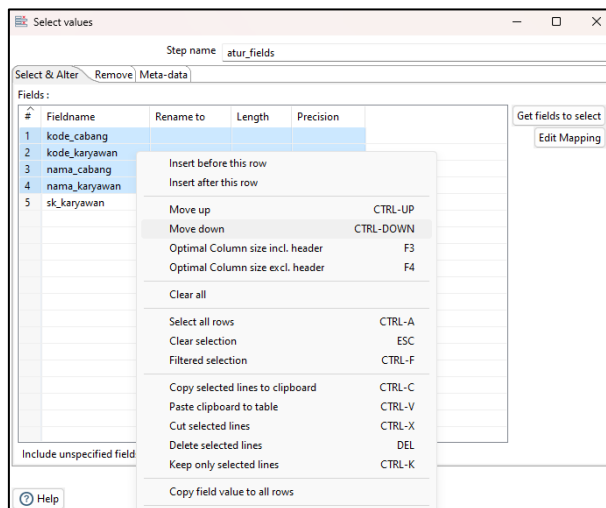 Select values
Step name atur_fields
Select & Alter Remove Meta-data
Fields :
# Fieldname Rename to Length Precision
Get fields to select
1 kode_cabang
Edit Mapping
2 kode_karyawan
3 nama_cabang
4 nama_karyawan
5 sk_karyawan
Insert before this row
Insert after this row
Move up CTRL-UP
Move down CTRL-DOWN
Optimal Column size incl. header F3
Optimal Column size excl. header F4
Clear all
Select all rows CTRL-A
Clear selection ESC
Filtered selection CTRL-F
Copy selected lines to clipboard CTRL-C
Paste clipboard to table CTRL-V
Cut selected lines CTRL-X
Delete selected lines DEL
Keep only selected lines CTRL-K
Copy field value to all rows
Include unspecified field
Help